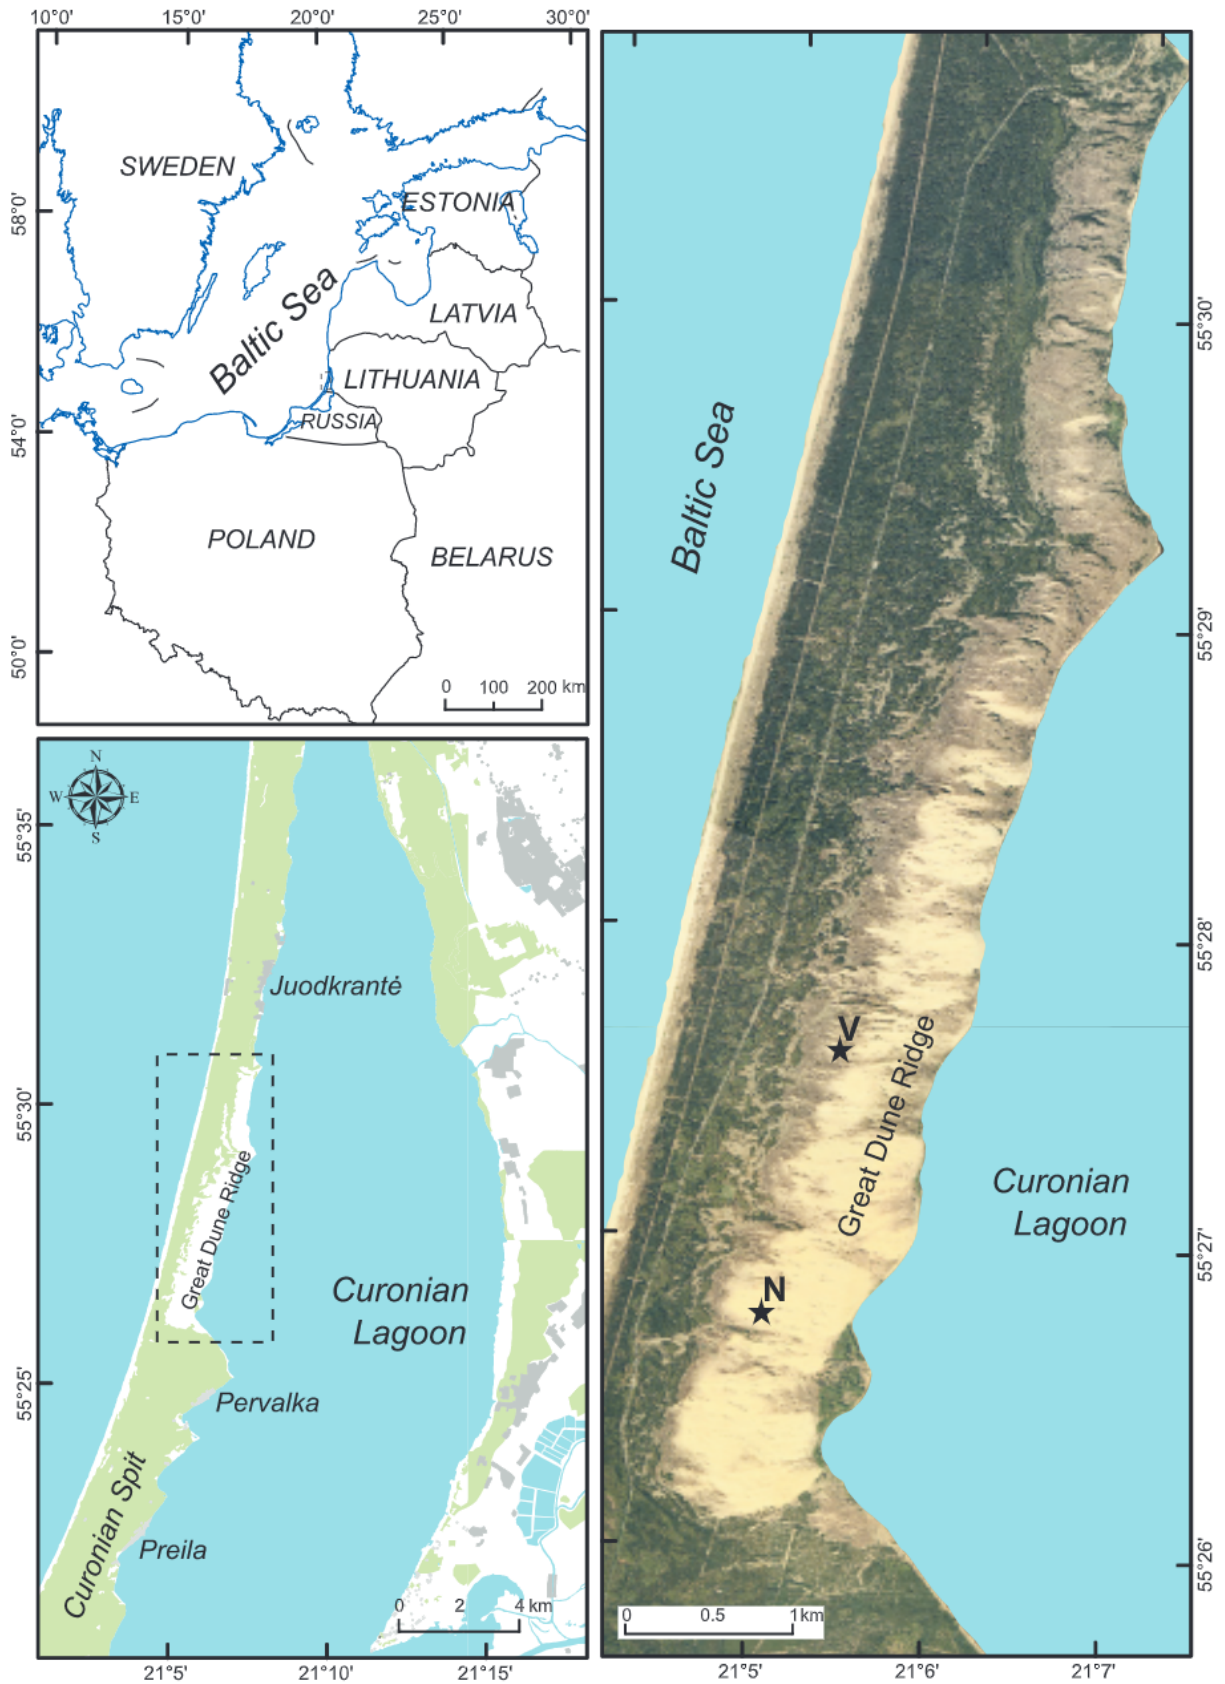 10°0'
15°0'
20°0'
25°0'
30°0'
58°0'
54°0'
50°0'
SWEDEN
ESTONIA
Baltic Sea
LATVIA
LITHUANIA
RUSSIA
POLAND
BELARUS
0 100 200 km
N
W E
S
55°35'
55°30'
55°25'
Juodkrantė
Great Dune Ridge
Curonian
Lagoon
Pervalka
Curonian Spit
Preila
0 2 4 km
21°5'
21°10'
21°15'
Baltic Sea
V
Great Dune Ridge
N
Curonian
Lagoon
55°30'
55°29'
55°28'
55°27'
55°26'
0 0.5 1km
21°5'
21°6'
21°7'